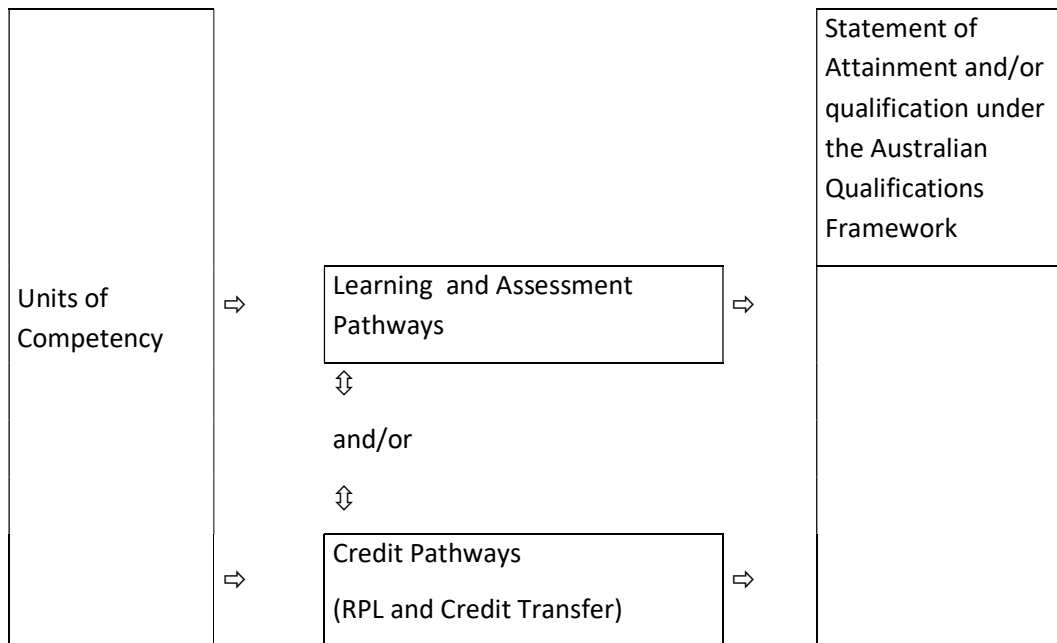 Statement of
Attainment and/or
qualification under
the Australian
Qualifications
Framework
Units of
Competency
⇨
Learning and Assessment
Pathways
⇨
⇳
and/or
⇳
⇨
Credit Pathways
(RPL and Credit Transfer)
⇨